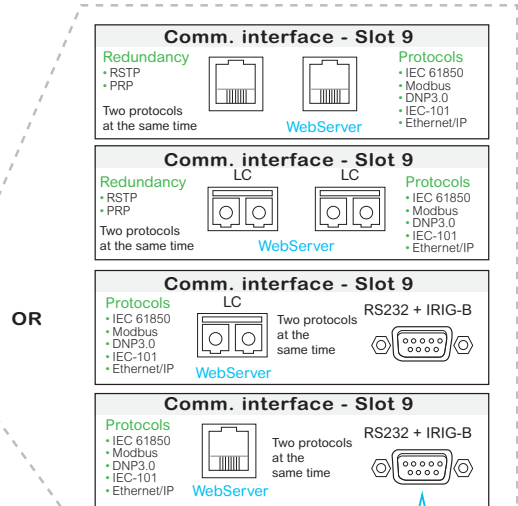 OR
Comm. interface - Slot 9
Redundancy
• RSTP
• PRP
Two protocols
at the same time
WebServer
Protocols
• IEC 61850
• Modbus
• DNP3.0
• IEC-101
• Ethernet/IP
Comm. interface - Slot 9
Redundancy
• RSTP
• PRP
Two protocols
at the same time
LC
LC
WebServer
Protocols
• IEC 61850
• Modbus
• DNP3.0
• IEC-101
• Ethernet/IP
Comm. interface - Slot 9
Protocols
• IEC 61850
• Modbus
• DNP3.0
• IEC-101
• Ethernet/IP
LC
WebServer
Two protocols
at the
same time
RS232 + IRIG-B
Comm. interface - Slot 9
Protocols
• IEC 61850
• Modbus
• DNP3.0
• IEC-101
• Ethernet/IP
WebServer
Two protocols
at the
same time
RS232 + IRIG-B